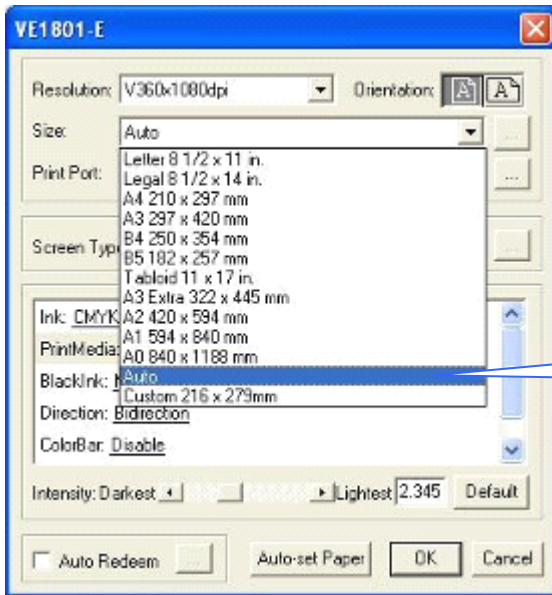 VE1801-E
Resolution: V360x1080dpi Orientation: A A
Size: Auto
Print Port:
Letter 8 1/2 x 11 in.
Legal 8 1/2 x 14 in.
A4 210 x 297 mm
A3 297 x 420 mm
B4 250 x 354 mm
B5 182 x 257 mm
Tabloid 11 x 17 in.
A3 Extra 322 x 445 mm
A2 420 x 594 mm
A1 594 x 840 mm
A0 840 x 1188 mm
Auto
Custom 216 x 279mm
Screen Typ
Ink: CMYK
PrintMedia:
BlackInk:
Direction: Bidirection
ColorBar: Disable
Intensity: Darkest Lightest 2.345 Default
Auto Redeem ... Auto-set Paper OK Cancel